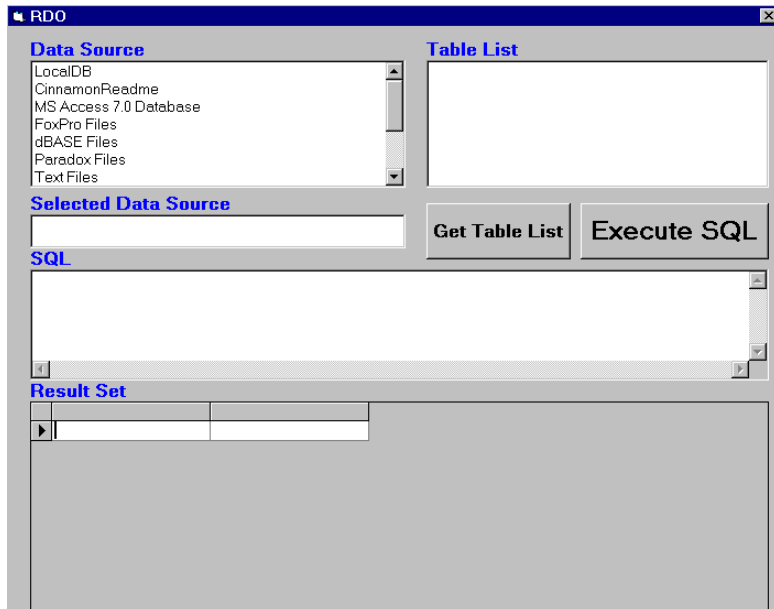 RDO
Data Source
LocalDB
CinnamonReadme
MS Access 7.0 Database
FoxPro Files
dBASE Files
Paradox Files
Text Files
Table List
Selected Data Source
Get Table List
Execute SQL
SQL
Result Set